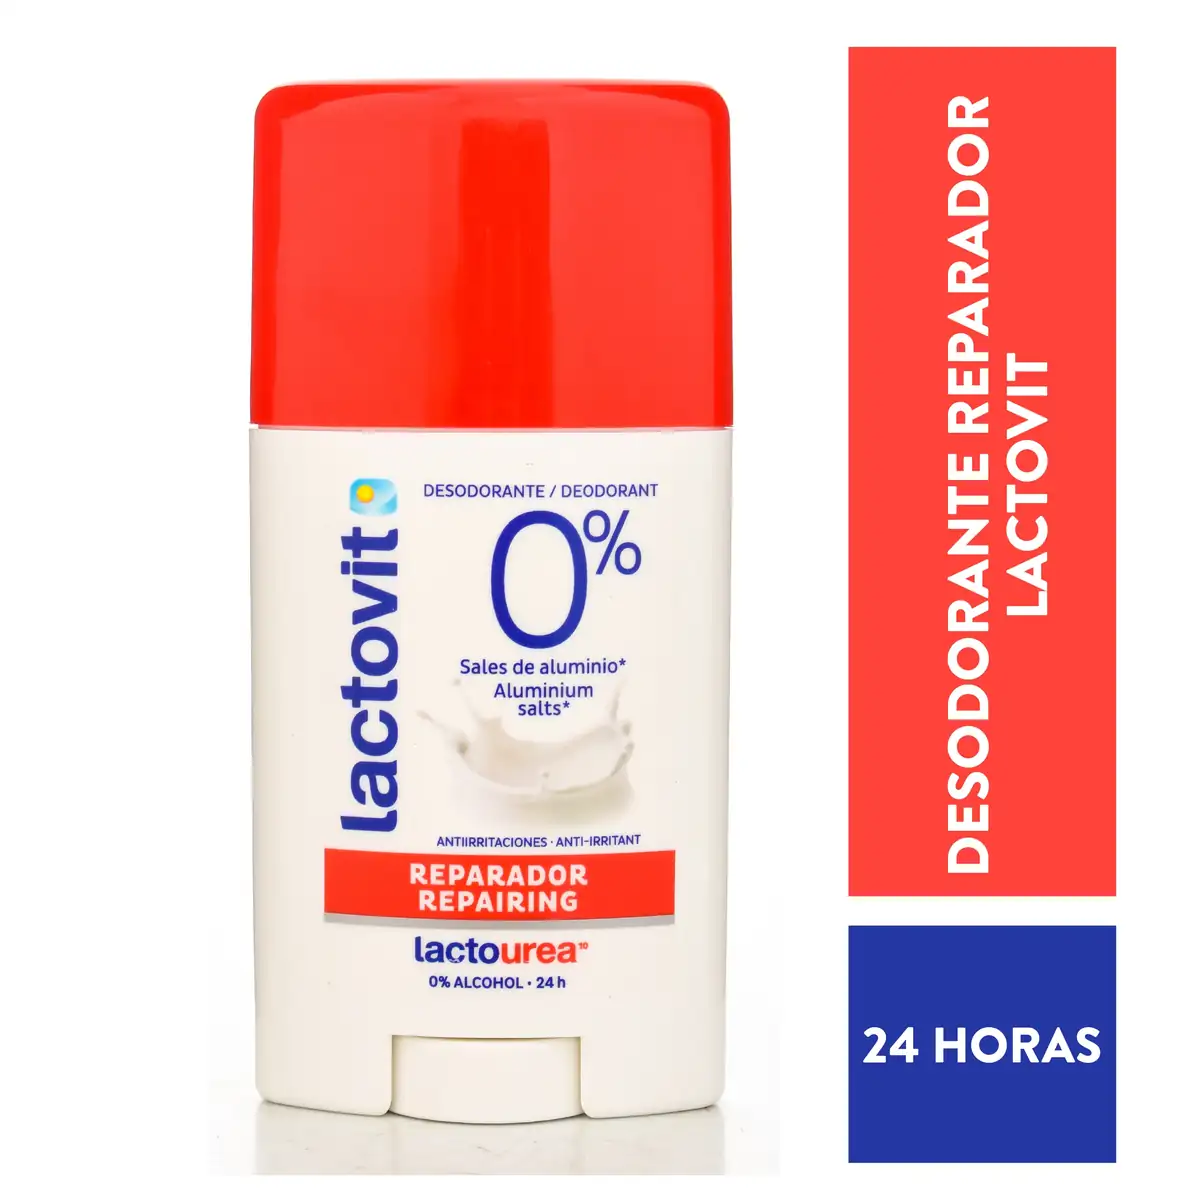 lactovit
DESODORANTE / DEODORANT
0%
Sales de aluminio*
Aluminium
salts*
ANTIIRRITACIONES · ANTI-IRRITANT
REPARADOR
REPAIRING
lactourea¹⁰
0% ALCOHOL · 24 h
DESODORANTE REPARADOR
LACTOVIT
24 HORAS